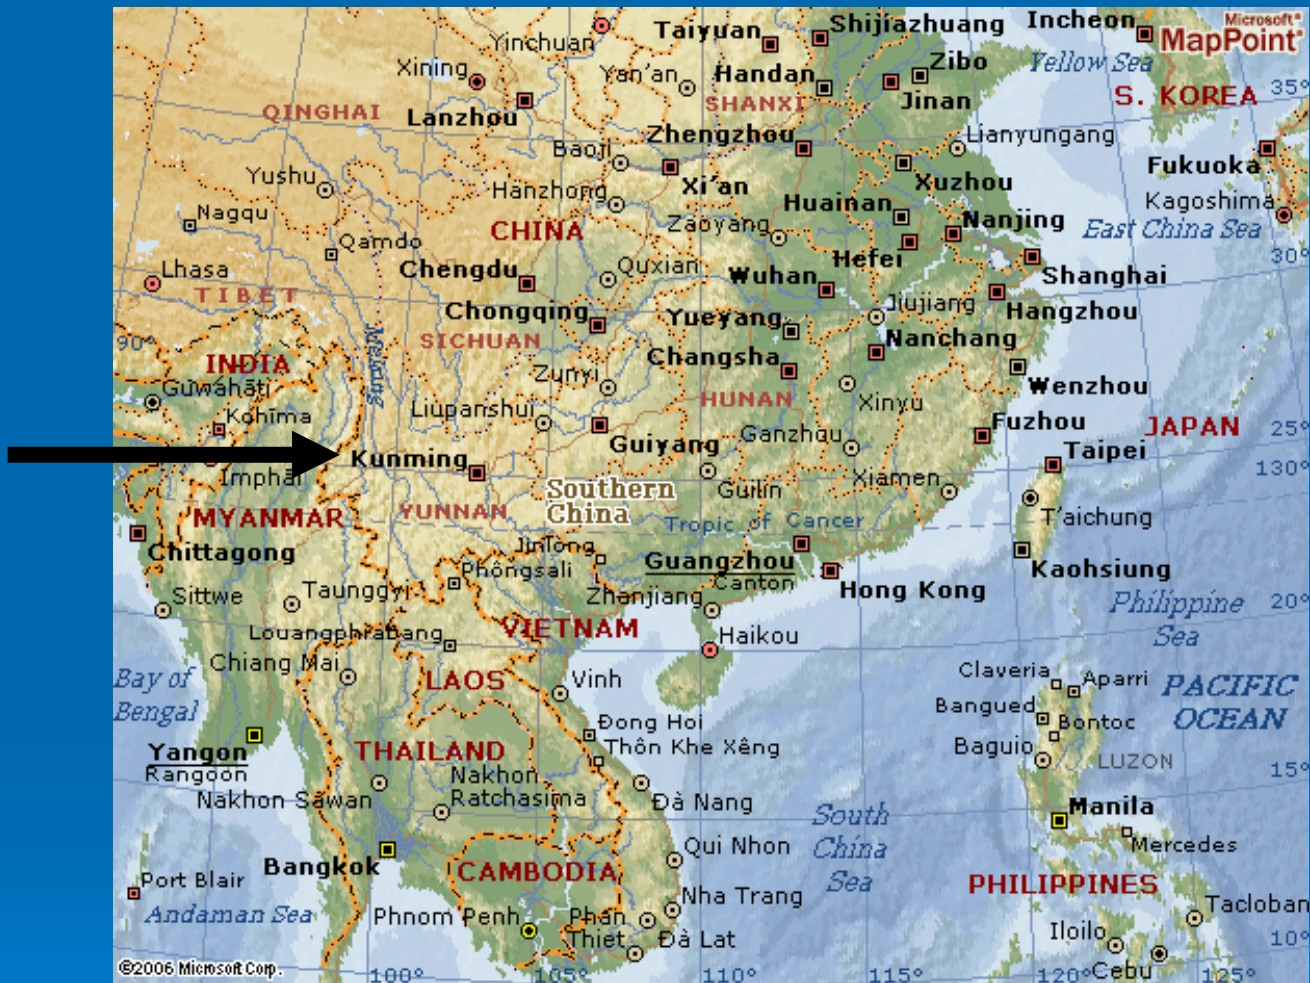 Microsoft®
MapPoint®
Incheon
Shijiazhuang
Taiyuan
Yinchuan
Yellow Sea
Zibo
Xining
Yan'an
Handan
35°
S. KOREA
Jinan
SHANXI
QINGHAI
Lanzhou
Zhengzhou
Lianyungang
Baoji
Fukuoka
Yushu
Hanzhong
Xi'an
Xuzhou
Kagoshima
Huainan
Nagqu
Zaoyang
Nanjing
East China Sea
CHINA
Qamdo
Hefei
30°
Lhasa
Chengdu
Quxian
Wuhan
Shanghai
TIBET
Jiujiang
Hangzhou
Chongqing
Yueyang
Nanchang
SICHUAN
90°
INDIA
Mekong
Changsha
Zunyi
Wenzhou
Guwāhāti
HUNAN
Xinyu
Liupanshui
Kohīma
Fuzhou
JAPAN
25°
Guiyang
Ganzhou
Taipei
Kunming
130°
Imphāl
Xiamen
Guilin
Southern
China
T'aichung
YUNNAN
MYANMAR
Tropic of Cancer
Chittagong
Jinlong
Guangzhou
Canton
Phôngsali
Kaohsiung
Hong Kong
Taunggyi
Sittwe
Zhanjiang
Philippine
Sea
20°
Louangphrabang
VIETNAM
Haikou
Chiang Mai
LAOS
Vinh
Claveria
Aparri
Bay of
Bengal
PACIFIC
OCEAN
Bangued
Bontoc
Đong Hoi
Thôn Khe Xêng
Baguio
LUZON
Yangon
Rangoon
THAILAND
Nakhon
Ratchasima
15°
Nakhon Sawan
Đà Nang
Manila
South
China
Sea
Mercedes
Qui Nhon
Bangkok
CAMBODIA
PHILIPPINES
Port Blair
Nha Trang
Tacloban
Andaman Sea
Phnom Penh
Phan
Thiet
Đà Lat
Iloilo
10°
Cebu
©2006 Microsoft Corp.
100°
105°
110°
115°
120°
125°